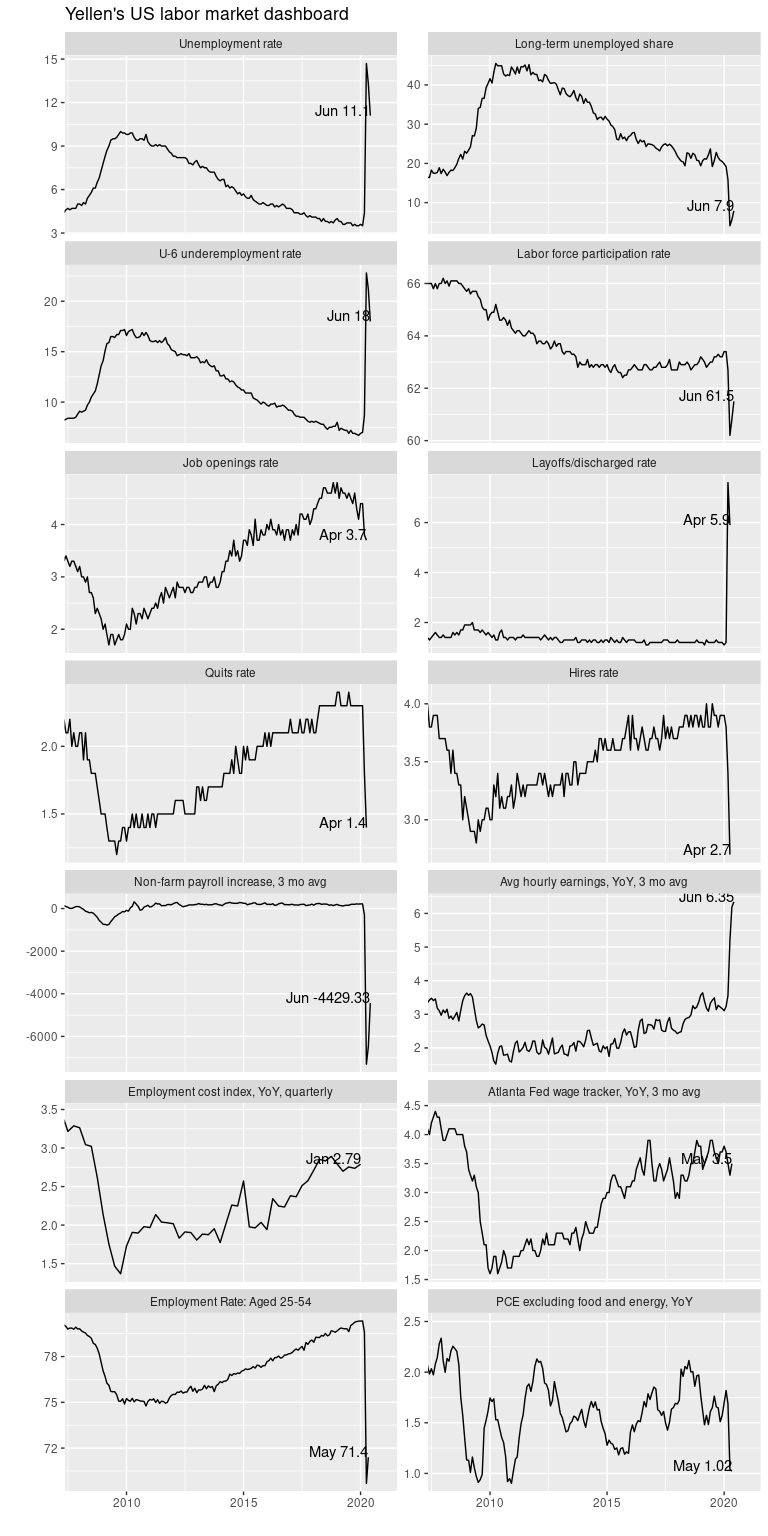 Yellen's US labor market dashboard
Unemployment rate
Long-term unemployed share
15
12
9
6
3
Jun 11.1
40
30
20
10
Jun 7.9
U-6 underemployment rate
Labor force participation rate
20
15
10
Jun 18
66
64
62
60
Jun 61.5
Job openings rate
Layoffs/discharged rate
4
3
2
Apr 3.7
6
4
2
Apr 5.9
Quits rate
Hires rate
2.0
1.5
Apr 1.4
4.0
3.5
3.0
Apr 2.7
Non-farm payroll increase, 3 mo avg
Avg hourly earnings, YoY, 3 mo avg
0
-2000
-4000
-6000
Jun -4429.33
Jun 6.35
6
5
4
3
2
Employment cost index, YoY, quarterly
Atlanta Fed wage tracker, YoY, 3 mo avg
3.5
3.0
2.5
2.0
1.5
Jan 2.79
4.5
4.0
3.5
3.0
2.5
2.0
1.5
May 3.5
Employment Rate: Aged 25-54
PCE excluding food and energy, YoY
78
75
72
May 71.4
2.5
2.0
1.5
1.0
May 1.02
2010 2015 2020
2010 2015 2020